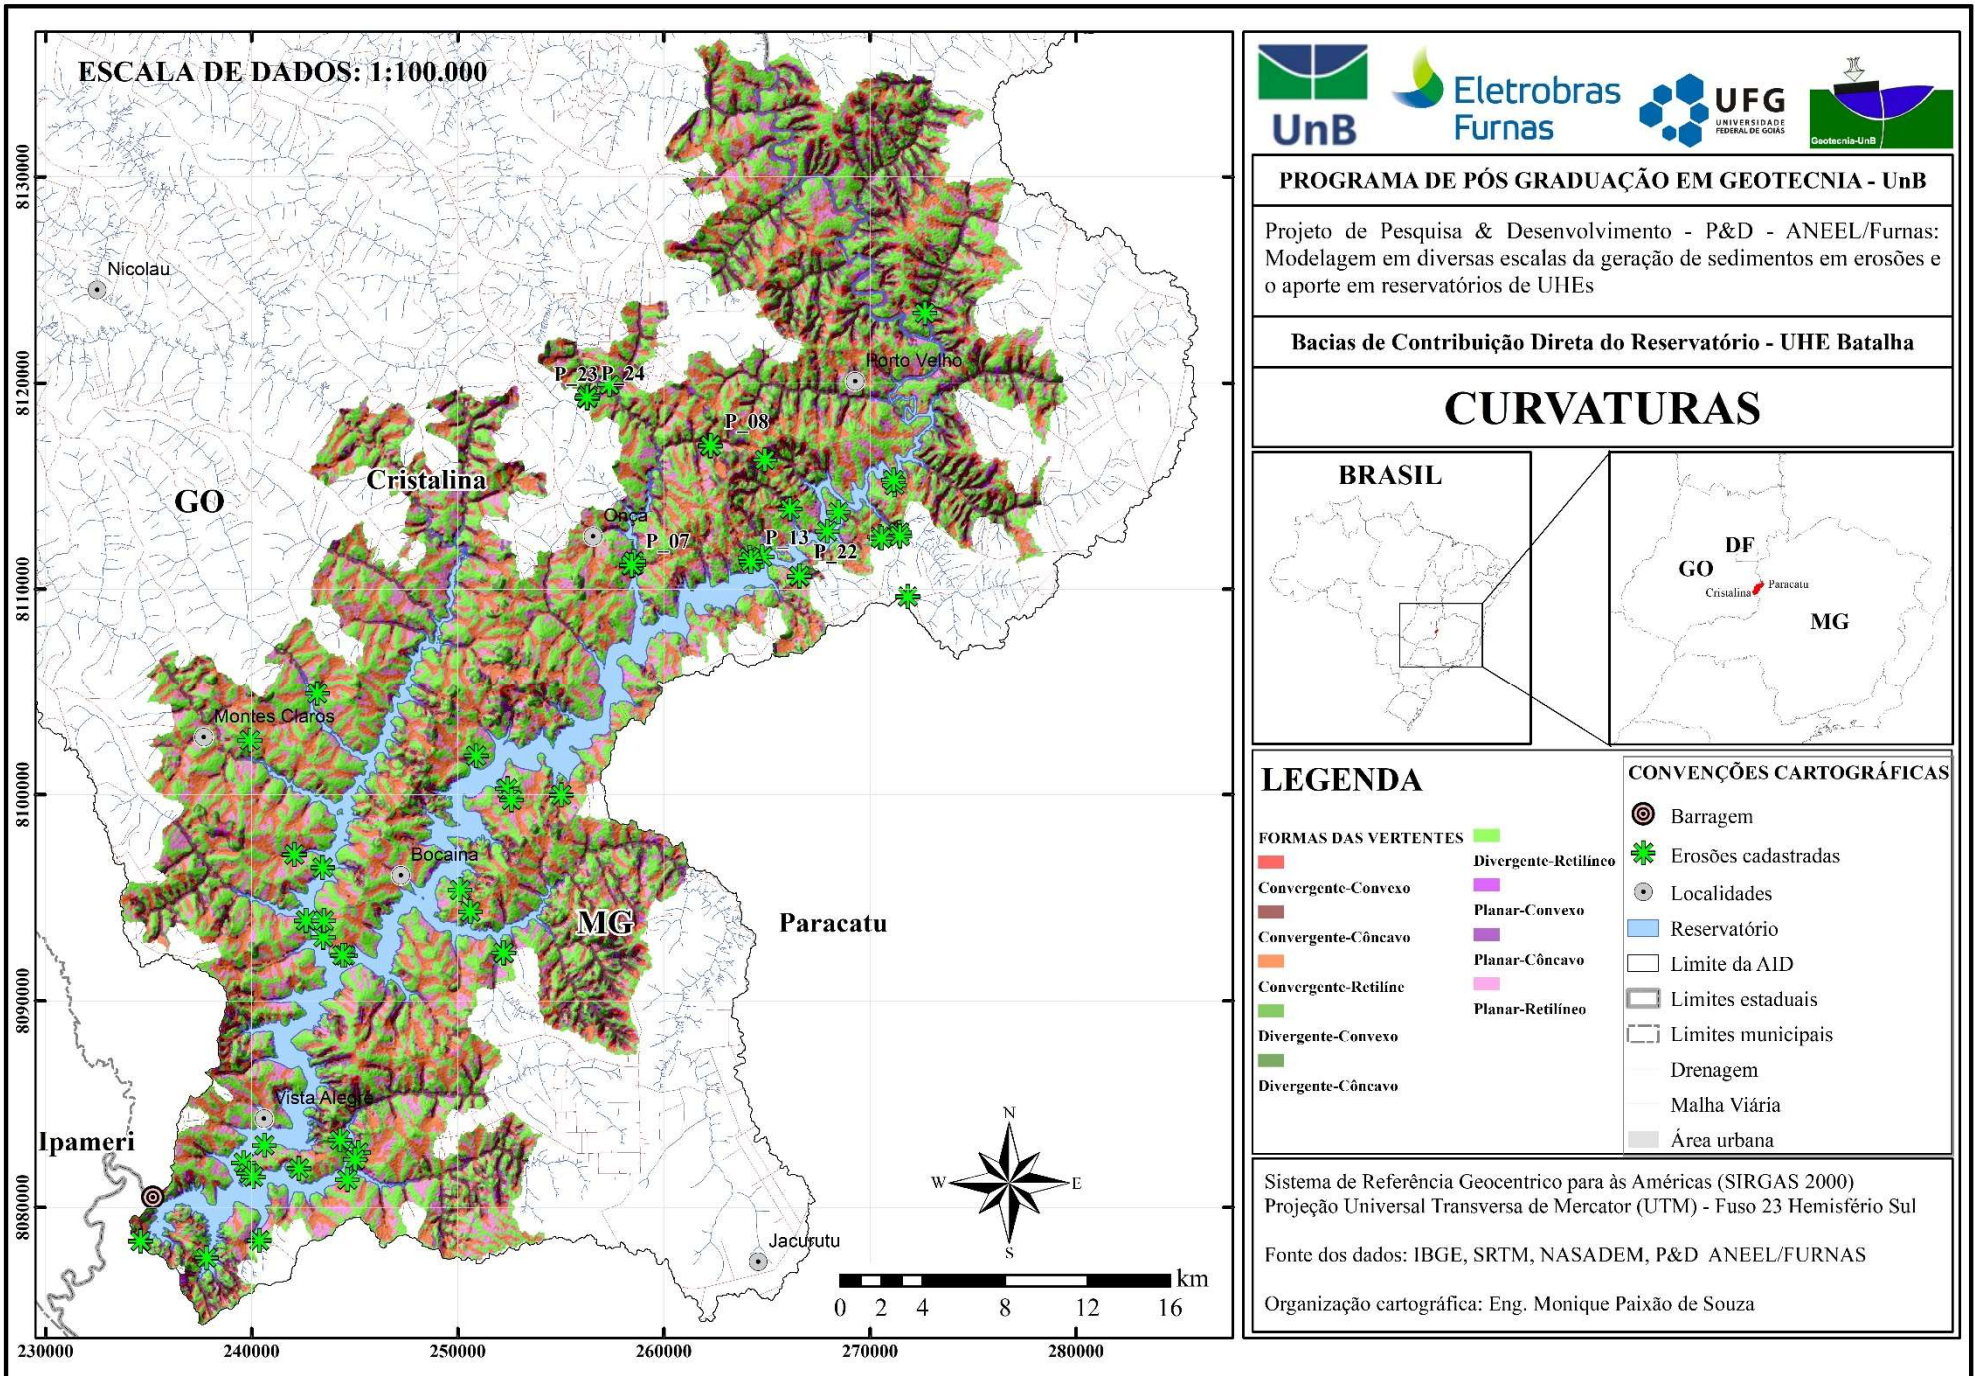 ESCALA DE DADOS: 1:100.000
8130000
8120000
8110000
8100000
8090000
8080000
230000
240000
250000
260000
270000
280000
Nicolau
Porto Velho
P_23
P_24
P_08
Cristalina
GO
Onça
P_07
P_13
P_22
Montes Claros
Bocaina
MG
Paracatu
Vista Alegre
Ipameri
Jacurutu
N
W
E
S
km
0 2 4 8 12 16
UnB
Eletrobras
Furnas
UFG
UNIVERSIDADE
FEDERAL DE GOIÁS
Geotecnia-UnB
PROGRAMA DE PÓS GRADUAÇÃO EM GEOTECNIA - UnB
Projeto de Pesquisa & Desenvolvimento - P&D - ANEEL/Furnas:
Modelagem em diversas escalas da geração de sedimentos em erosões e
o aporte em reservatórios de UHEs
Bacias de Contribuição Direta do Reservatório - UHE Batalha
CURVATURAS
BRASIL
DF
GO
Paracatu
Cristalina
MG
LEGENDA
FORMAS DAS VERTENTES
Convergente-Convexo
Convergente-Côncavo
Convergente-Retilíne
Divergente-Convexo
Divergente-Côncavo
Divergente-Retilíneo
Planar-Convexo
Planar-Côncavo
Planar-Retilíneo
CONVENÇÕES CARTOGRÁFICAS
Barragem
Erosões cadastradas
Localidades
Reservatório
Limite da AID
Limites estaduais
Limites municipais
Drenagem
Malha Viária
Área urbana
Sistema de Referência Geocentrico para às Américas (SIRGAS 2000)
Projeção Universal Transversa de Mercator (UTM) - Fuso 23 Hemisfério Sul
Fonte dos dados: IBGE, SRTM, NASADEM, P&D ANEEL/FURNAS
Organização cartográfica: Eng. Monique Paixão de Souza